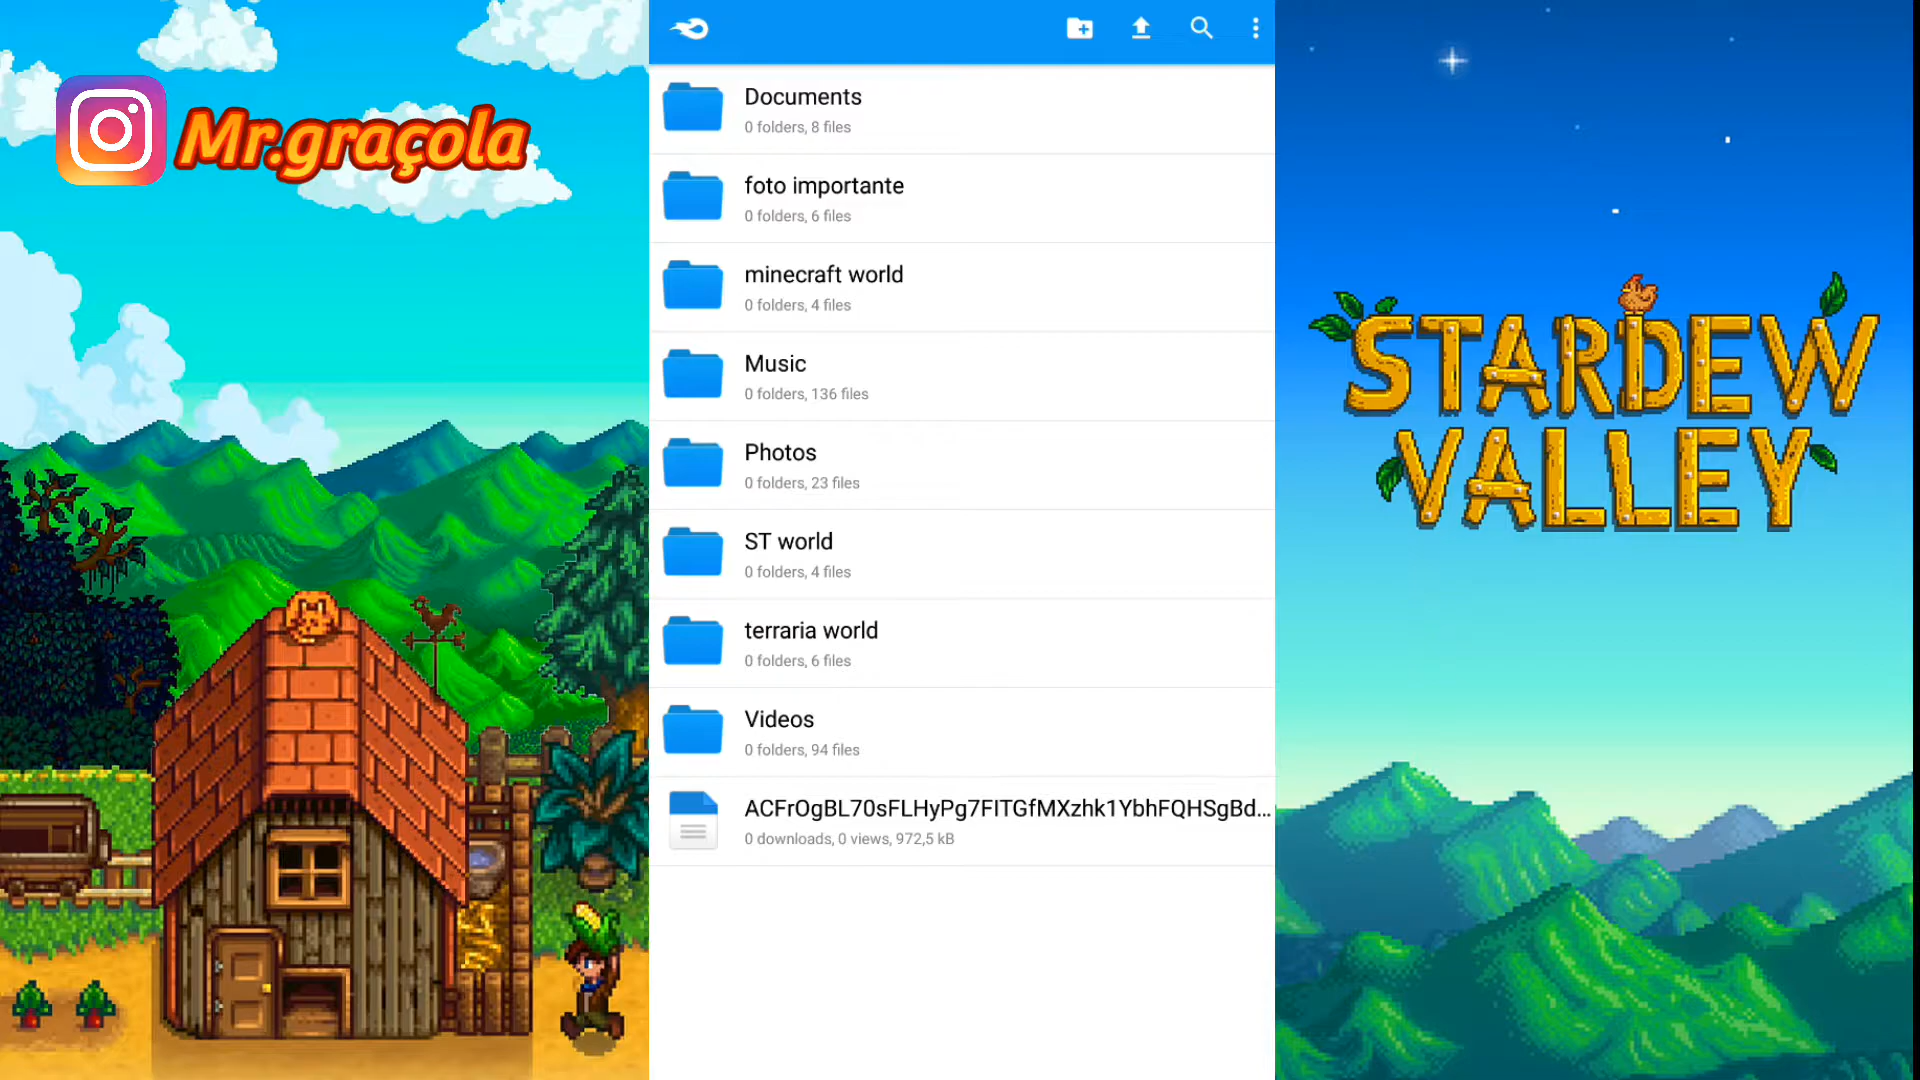 Mr.graçola
Documents
0 folders, 8 files
foto importante
0 folders, 6 files
minecraft world
0 folders, 4 files
Music
0 folders, 136 files
Photos
0 folders, 23 files
ST world
0 folders, 4 files
terraria world
0 folders, 6 files
Videos
0 folders, 94 files
ACFrOgBL70sFLHyPg7FITGfMXzhk1YbhFQHSgBd...
0 downloads, 0 views, 972,5 kB
STARDEW
VALLEY